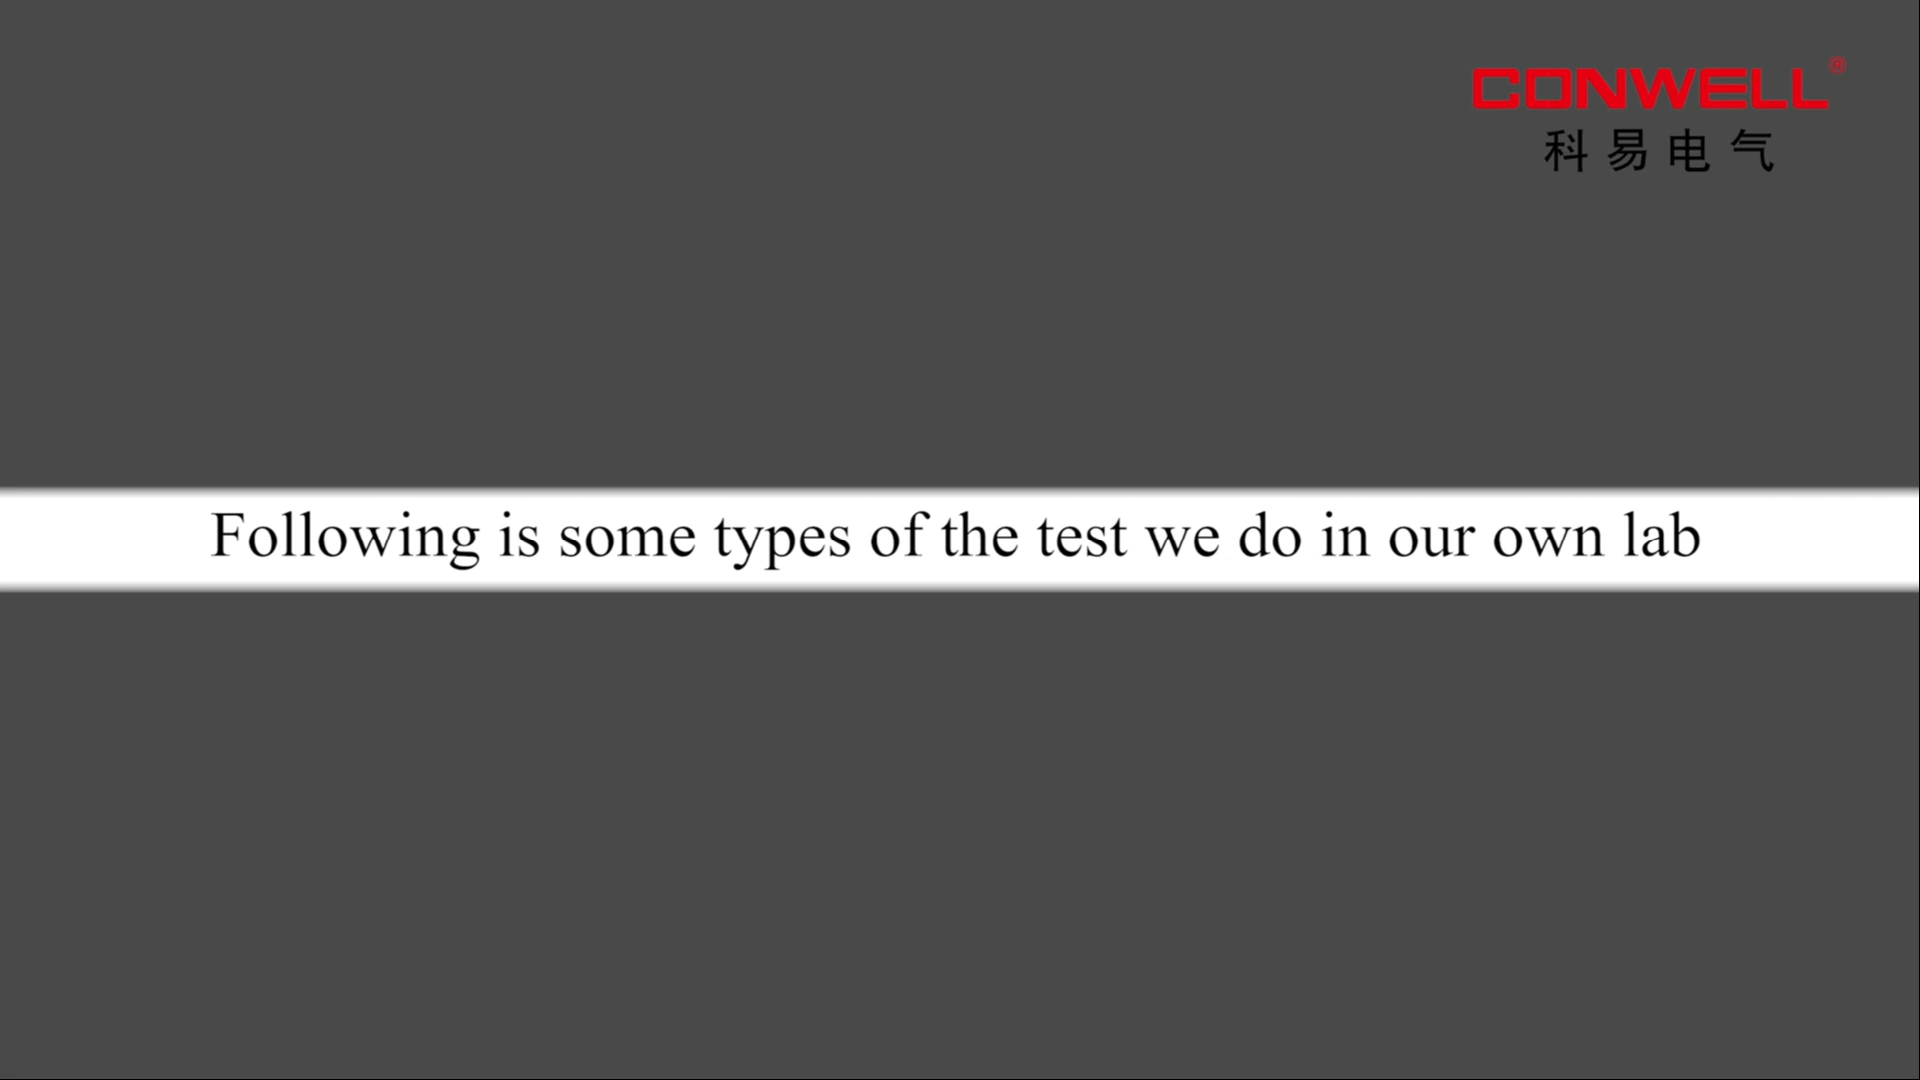 CONWELL®
科易电气
Following is some types of the test we do in our own lab